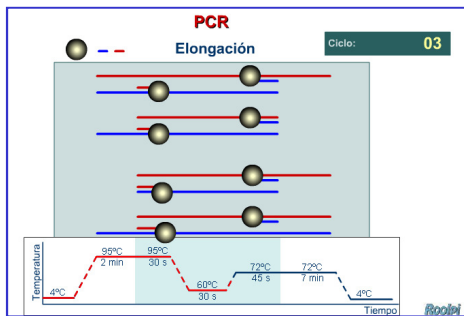 PCR
Elongación
Ciclo: 03
Temperatura
4ºC
95ºC
2 min
95ºC
30 s
60ºC
30 s
72ºC
45 s
72ºC
7 min
4ºC
Tiempo